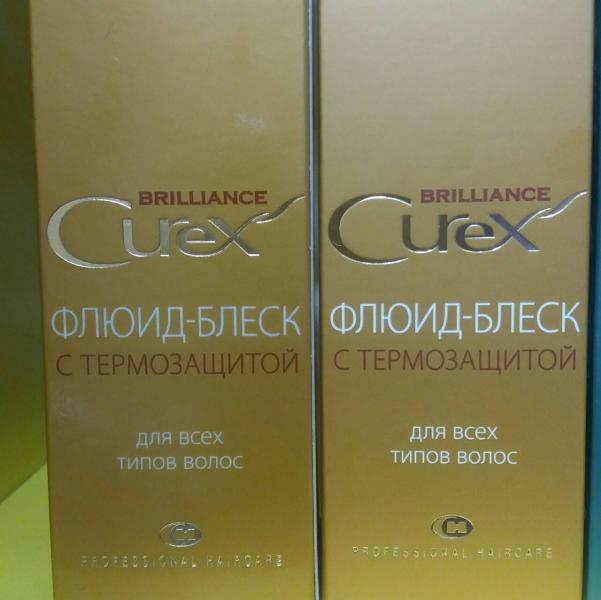 BRILLIANCE
Curex
ФЛЮИД-БЛЕСК
С ТЕРМОЗАЩИТОЙ
для всех
типов волос
PROFESSIONAL HAIRCARE
BRILLIANCE
Curex
ФЛЮИД-БЛЕСК
С ТЕРМОЗАЩИТОЙ
для всех
типов волос
PROFESSIONAL HAIRCARE